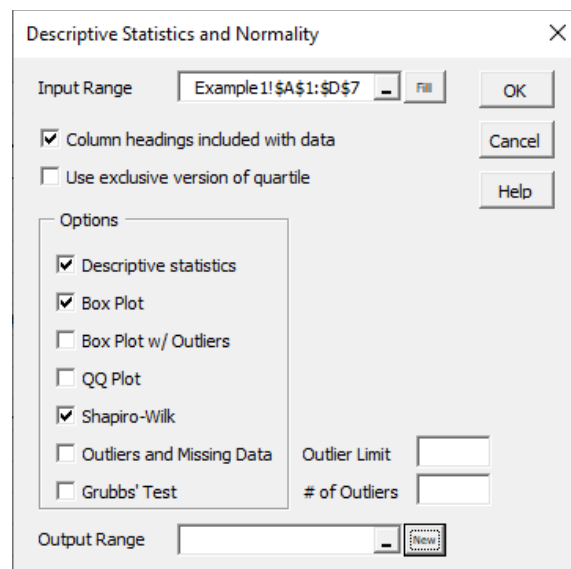 Descriptive Statistics and Normality
Input Range Example1!$A$1:$D$7 _ Fill OK
Column headings included with data Cancel
Use exclusive version of quartile Help
Options
Descriptive statistics
Box Plot
Box Plot w/ Outliers
QQ Plot
Shapiro-Wilk
Outliers and Missing Data Outlier Limit
Grubbs' Test # of Outliers
Output Range _ New